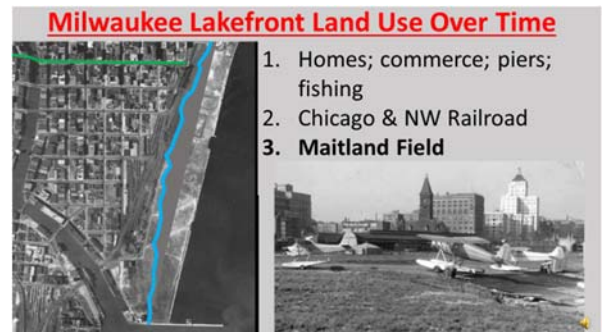 Milwaukee Lakefront Land Use Over Time
1. Homes; commerce; piers;
fishing
2. Chicago & NW Railroad
3. Maitland Field